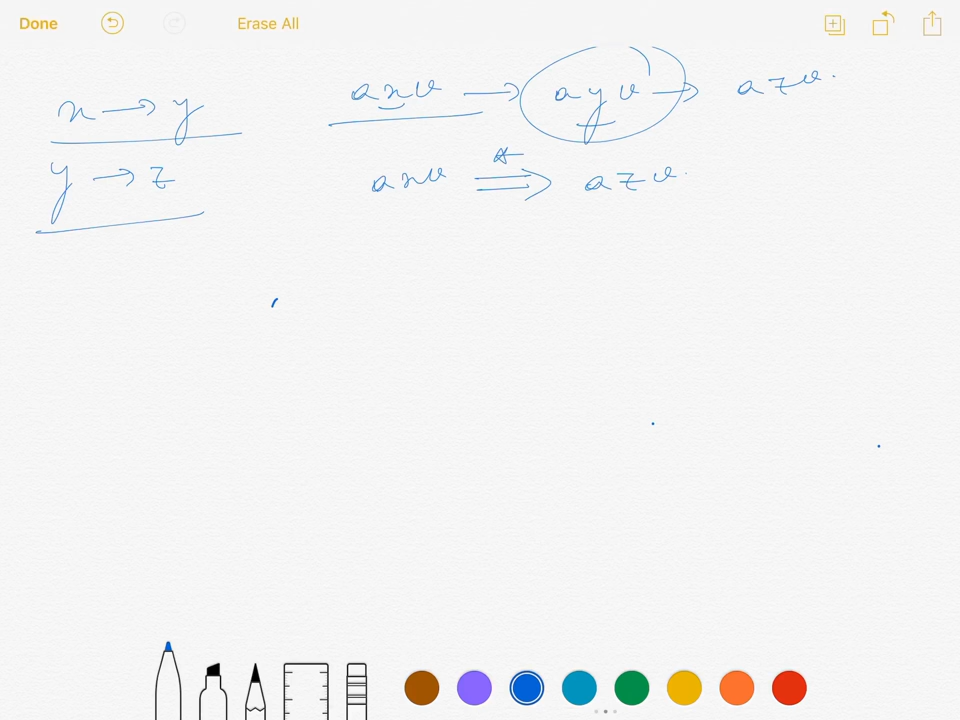 Done Erase All
x → y axv → ayv → azv.
y → z axv ⇒* azv.